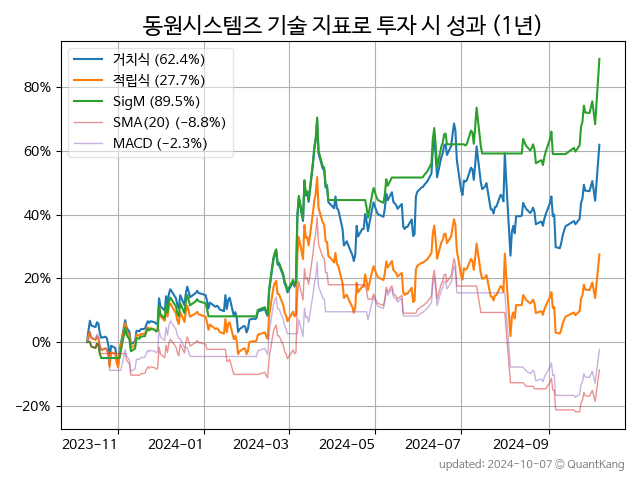 동원시스템즈 기술 지표로 투자 시 성과 (1년)
거치식 (62.4%)
적립식 (27.7%)
SigM (89.5%)
SMA(20) (−8.8%)
MACD (−2.3%)
80%
60%
40%
20%
0%
−20%
2023−11
2024−01
2024−03
2024−05
2024−07
2024−09
updated: 2024-10-07 © QuantKang